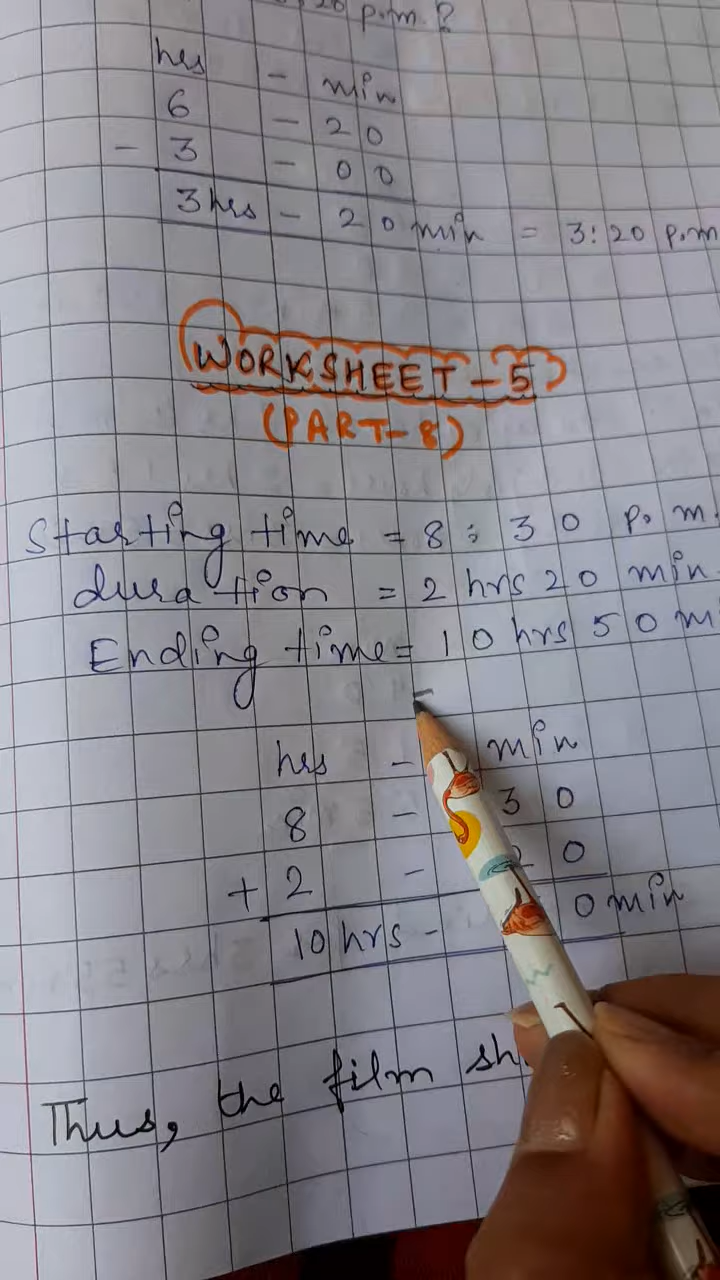 p.m.?
hrs - min
6 - 20
- 3 - 00
3 hrs - 20 min = 3:20 p.m
WORKSHEET-5
(PART-8)
Starting time = 8:30 p.m.
duration = 2 hrs 20 min
Ending time = 10 hrs 50 m
hrs - min
8 - 30
+ 2 - 20
10 hrs - 0 min
Thus, the film sh